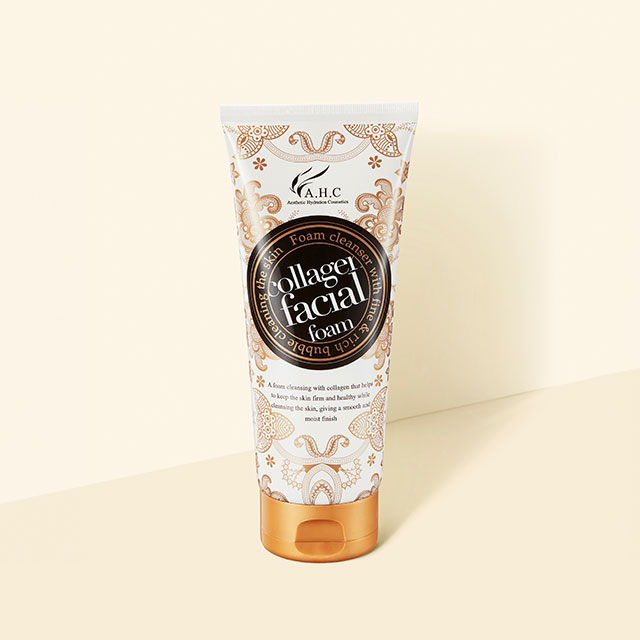 A.H.C
Aesthetic Hydration Cosmetics
Foam cleanser with fine & rich bubble cleaning the skin
collagen
facial
foam
A foam cleansing with collagen that helps
to keep the skin firm and healthy while
cleansing the skin, giving a smooth and
moist finish